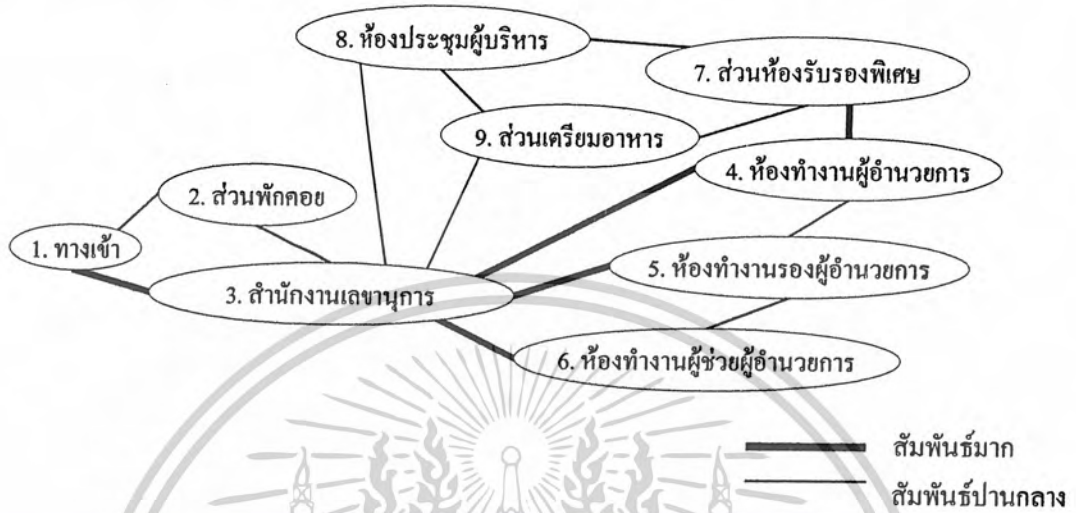 8. ห้องประชุมผู้บริหาร
7. ส่วนห้องรับรองพิเศษ
9. ส่วนเตรียมอาหาร
4. ห้องทำงานผู้อำนวยการ
2. ส่วนพักคอย
1. ทางเข้า
5. ห้องทำงานรองผู้อำนวยการ
3. สำนักงานเลขานุการ
6. ห้องทำงานผู้ช่วยผู้อำนวยการ
สัมพันธ์มาก
สัมพันธ์ปานกลาง